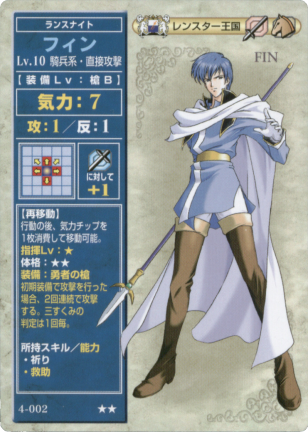 ランスナイト
フィン
Lv.10 騎兵系・直接攻撃
【装備Lv：槍B】
気力：7
攻：1／反：1
に対して
+1
【再移動】
行動の後、気力チップを
1枚消費して移動可能。
指揮Lv：★
体格：★★
装備：勇者の槍
初期装備で攻撃を行った
場合、2回連続で攻撃
する。三すくみの
判定は1回毎。
所持スキル／能力
・祈り
・救助
4-002 ★★
レンスター王国
FIN